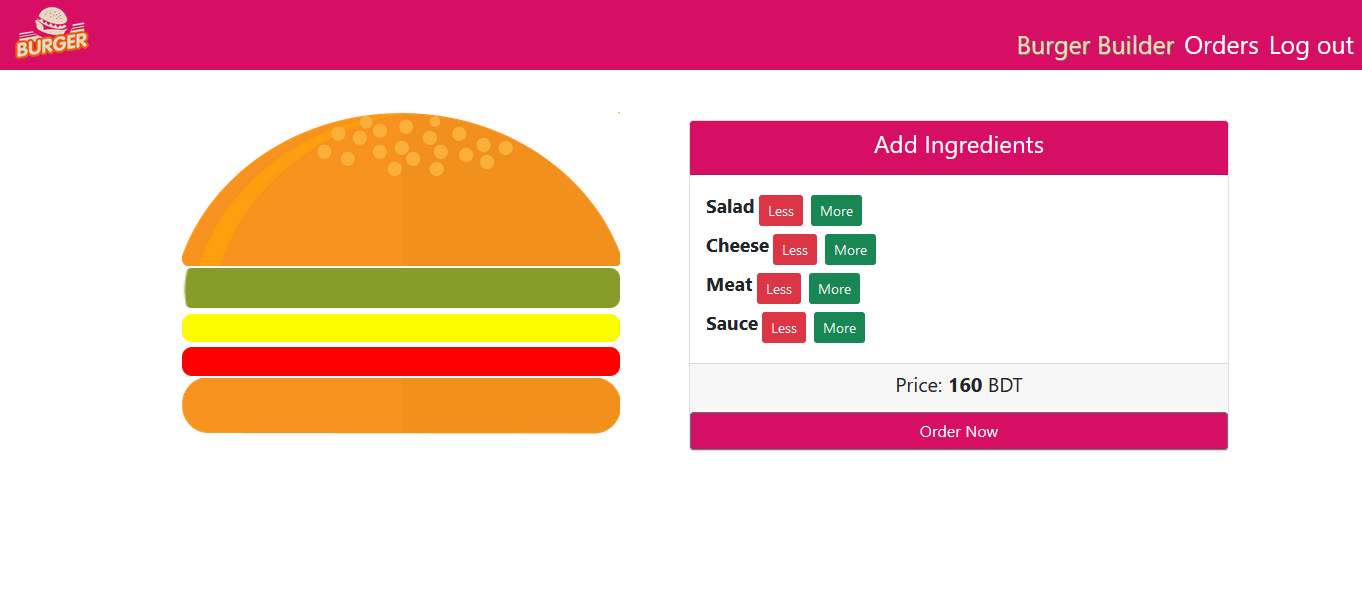 BURGER
Burger Builder Orders Log out
Add Ingredients
Salad Less More
Cheese Less More
Meat Less More
Sauce Less More
Price: 160 BDT
Order Now